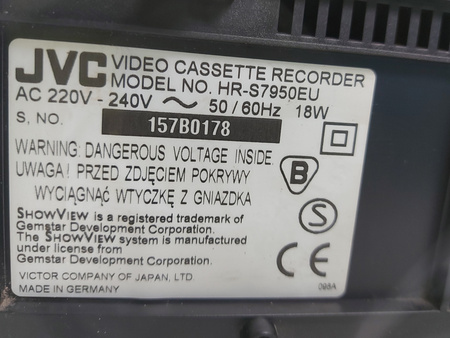 JVC VIDEO CASSETTE RECORDER
MODEL NO. HR-S7950EU
AC 220V - 240V ~ 50/60Hz 18W
S. NO. 157B0178
WARNING: DANGEROUS VOLTAGE INSIDE.
UWAGA! PRZED ZDJĘCIEM POKRYWY
WYCIĄGNĄĆ WTYCZKĘ Z GNIAZDKA
B
S
SHOWVIEW is a registered trademark of
Gemstar Development Corporation.
The SHOWVIEW system is manufactured
under license from
Gemstar Development Corporation.
CE
VICTOR COMPANY OF JAPAN, LTD.
MADE IN GERMANY
098A